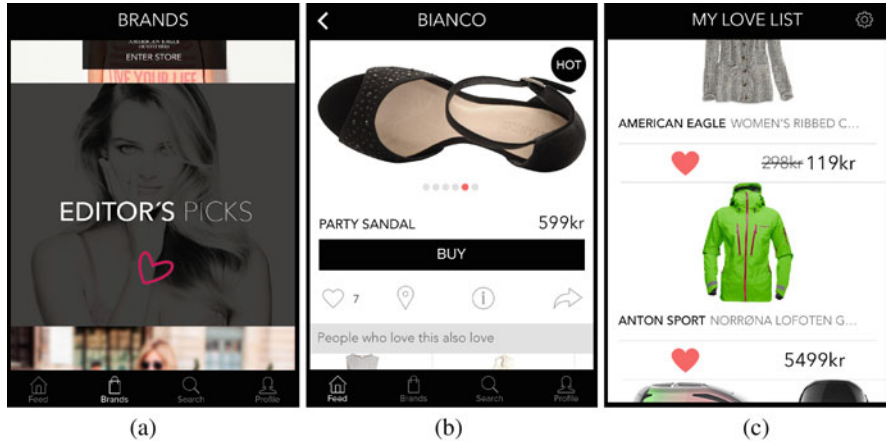 BRANDS
AMERICAN EAGLE
ENTER STORE
LIVE YOUR LIFE
EDITOR'S PICKS
Feed Brands Search Profile
(a)
BIANCO
HOT
PARTY SANDAL 599kr
BUY
7
People who love this also love
Feed Brands Search Profile
(b)
MY LOVE LIST
AMERICAN EAGLE WOMEN'S RIBBED C...
298kr 119kr
ANTON SPORT NORRØNA LOFOTEN G...
5499kr
(c)